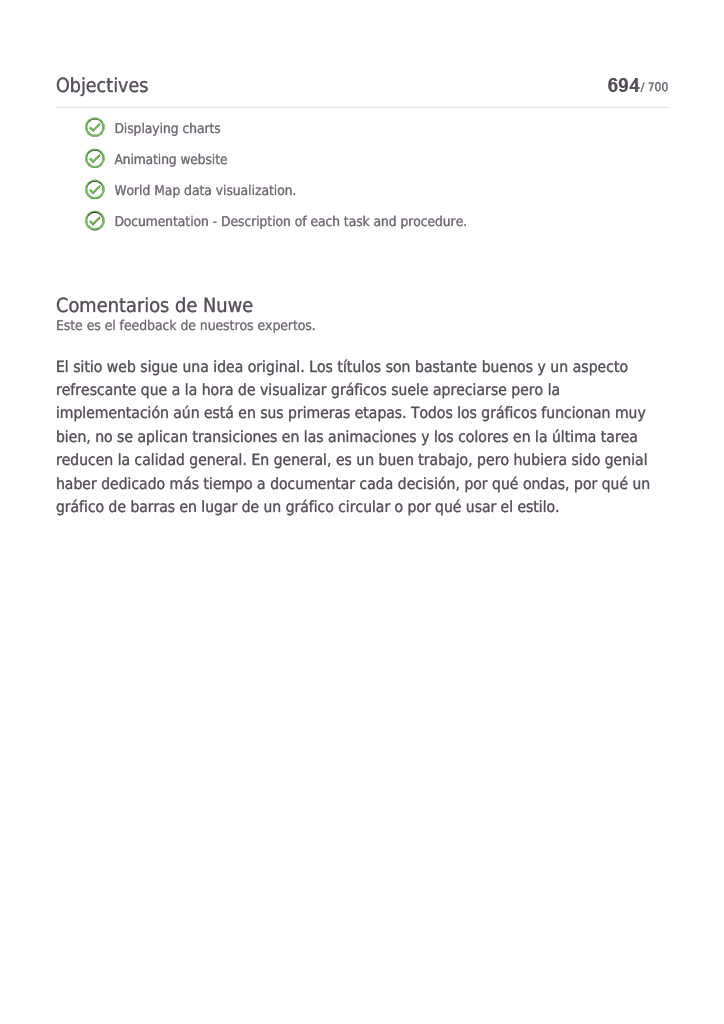 Objectives 694/ 700
Displaying charts
Animating website
World Map data visualization.
Documentation - Description of each task and procedure.
Comentarios de Nuwe
Este es el feedback de nuestros expertos.
El sitio web sigue una idea original. Los títulos son bastante buenos y un aspecto
refrescante que a la hora de visualizar gráficos suele apreciarse pero la
implementación aún está en sus primeras etapas. Todos los gráficos funcionan muy
bien, no se aplican transiciones en las animaciones y los colores en la última tarea
reducen la calidad general. En general, es un buen trabajo, pero hubiera sido genial
haber dedicado más tiempo a documentar cada decisión, por qué ondas, por qué un
gráfico de barras en lugar de un gráfico circular o por qué usar el estilo.